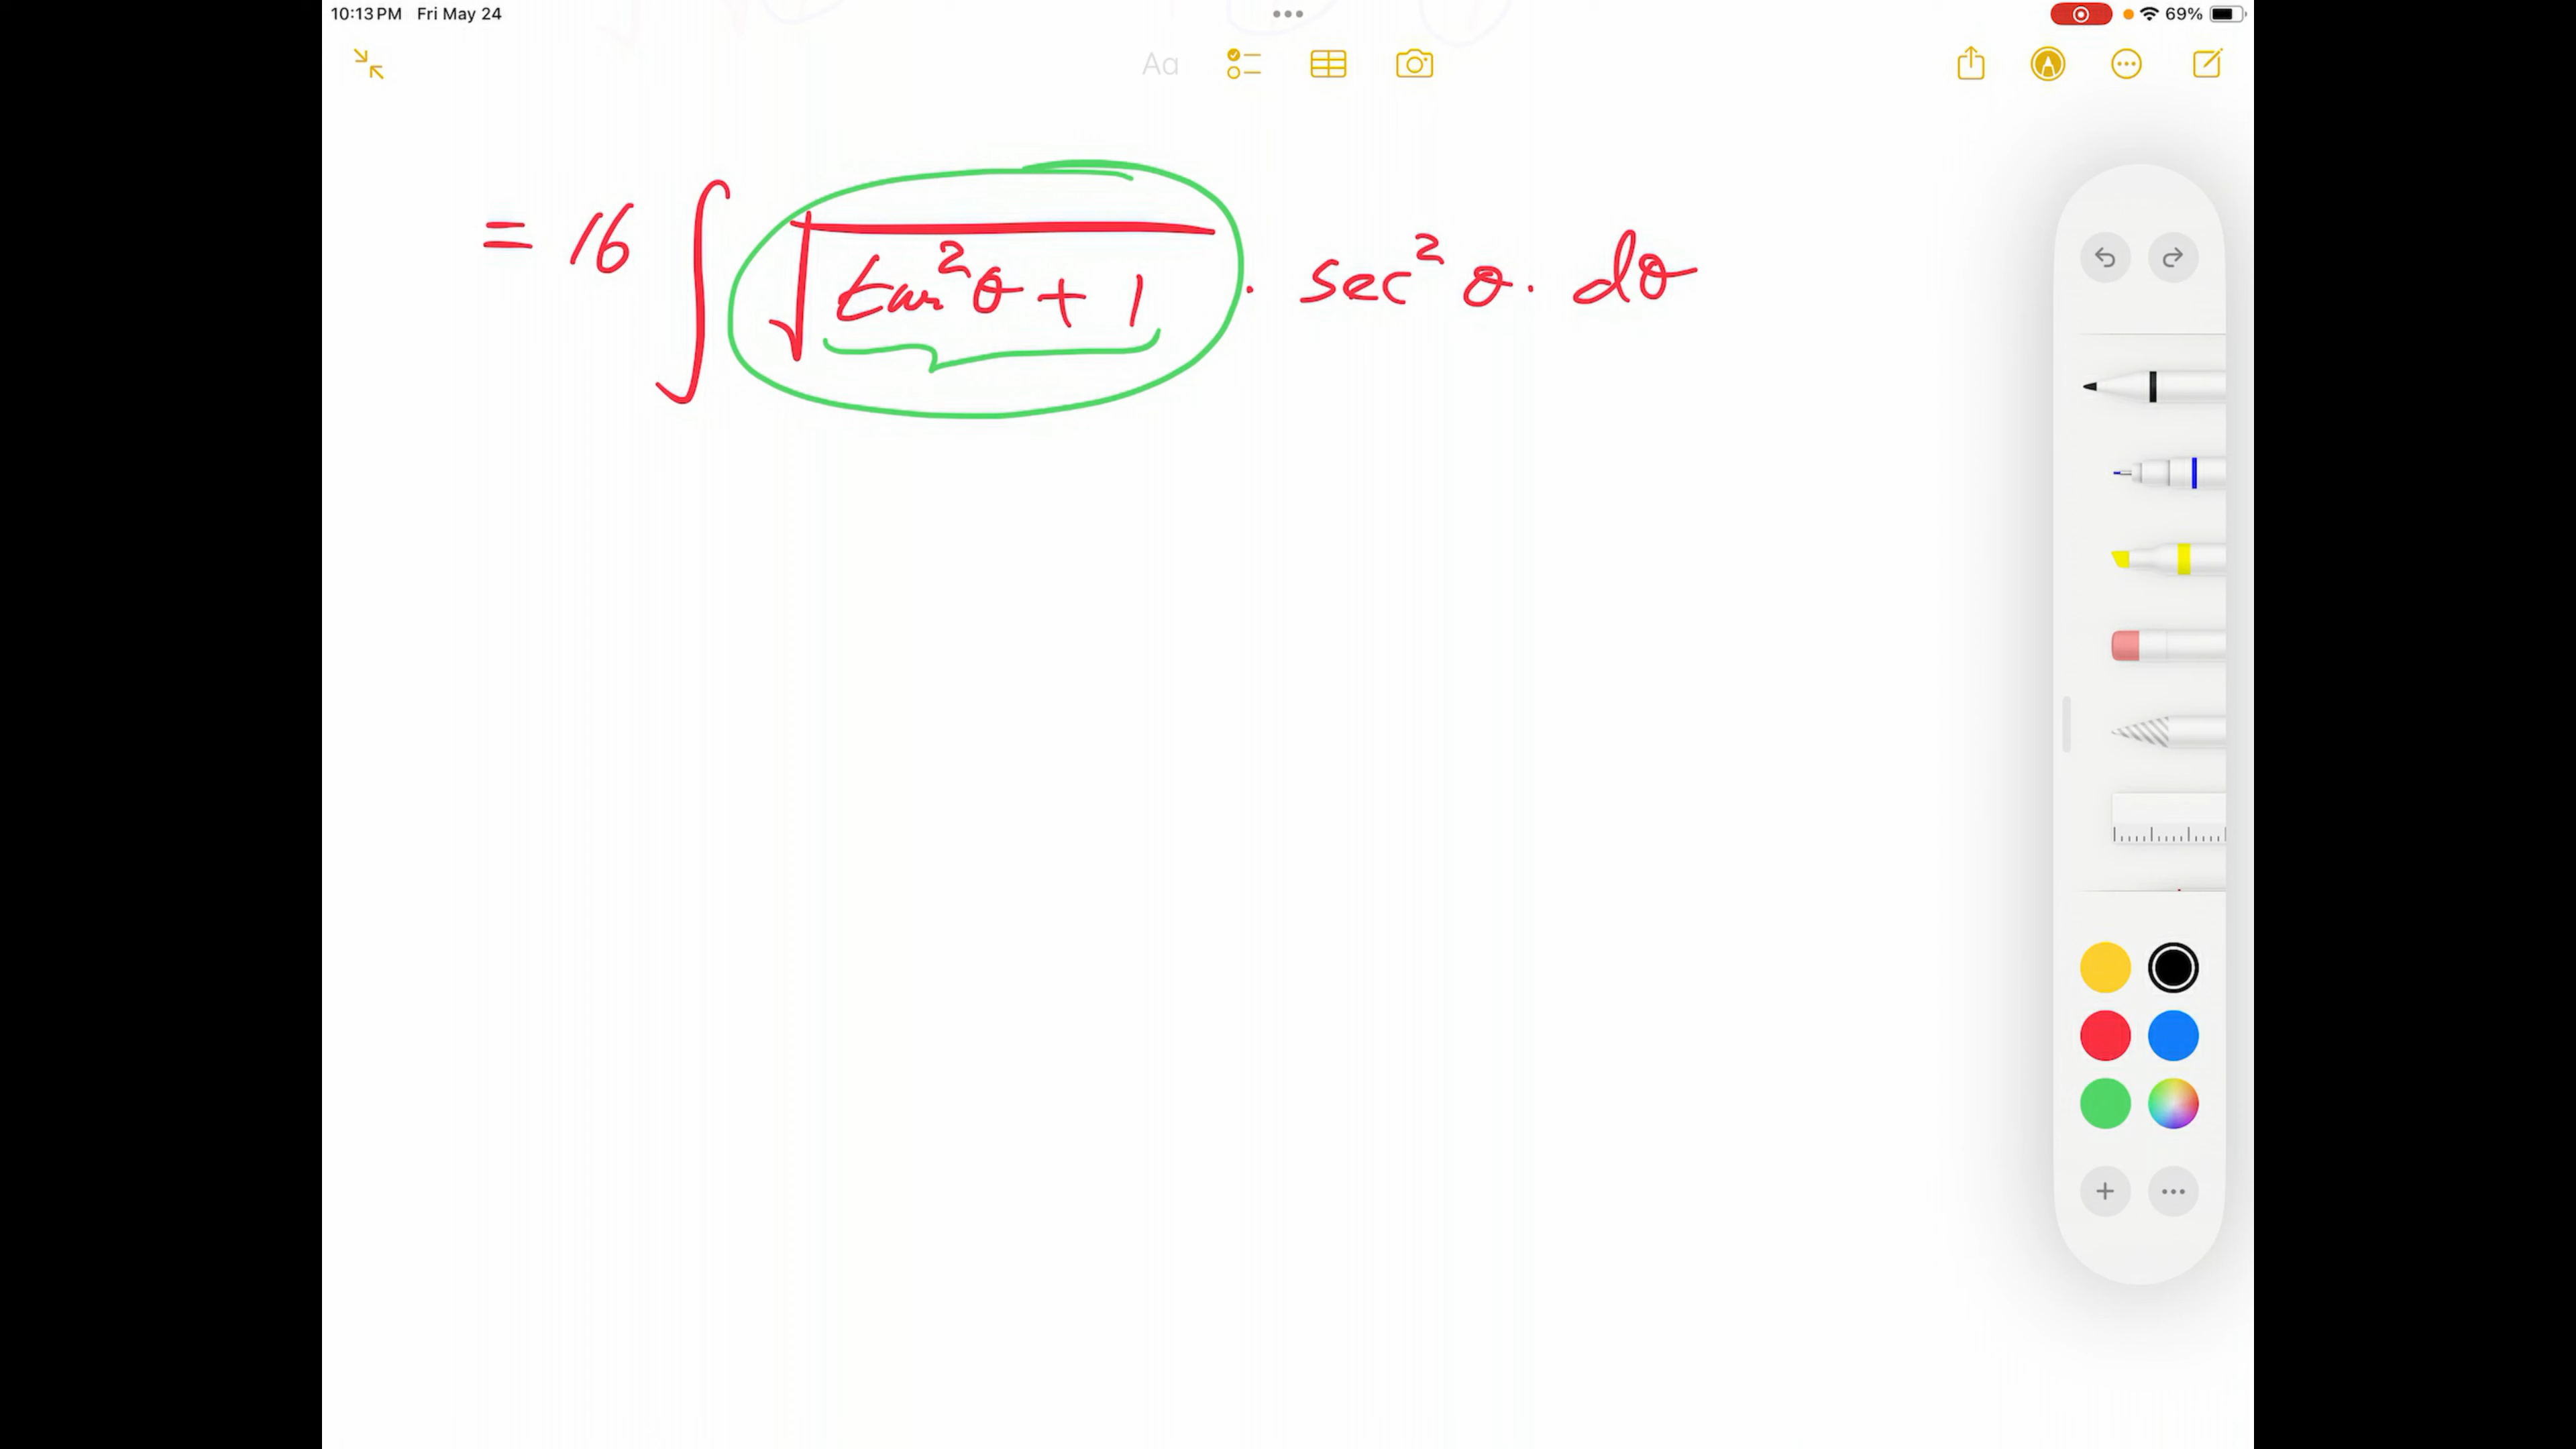 10:13 PM Fri May 24 69%
Aa
= 16 ∫ √(tan²θ + 1) · sec²θ · dθ